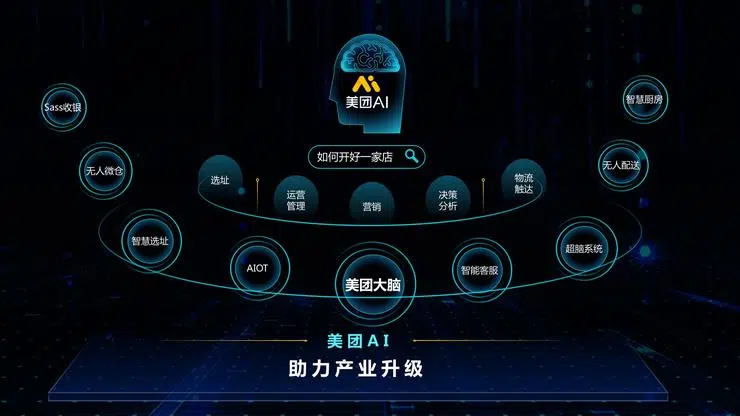 Ai
美团AI
Sass收银
智慧厨房
如何开好一家店
无人微仓
无人配送
选址
运营
管理
营销
决策
分析
物流
触达
智慧选址
AIOT
美团大脑
智能客服
超脑系统
美团AI
助力产业升级